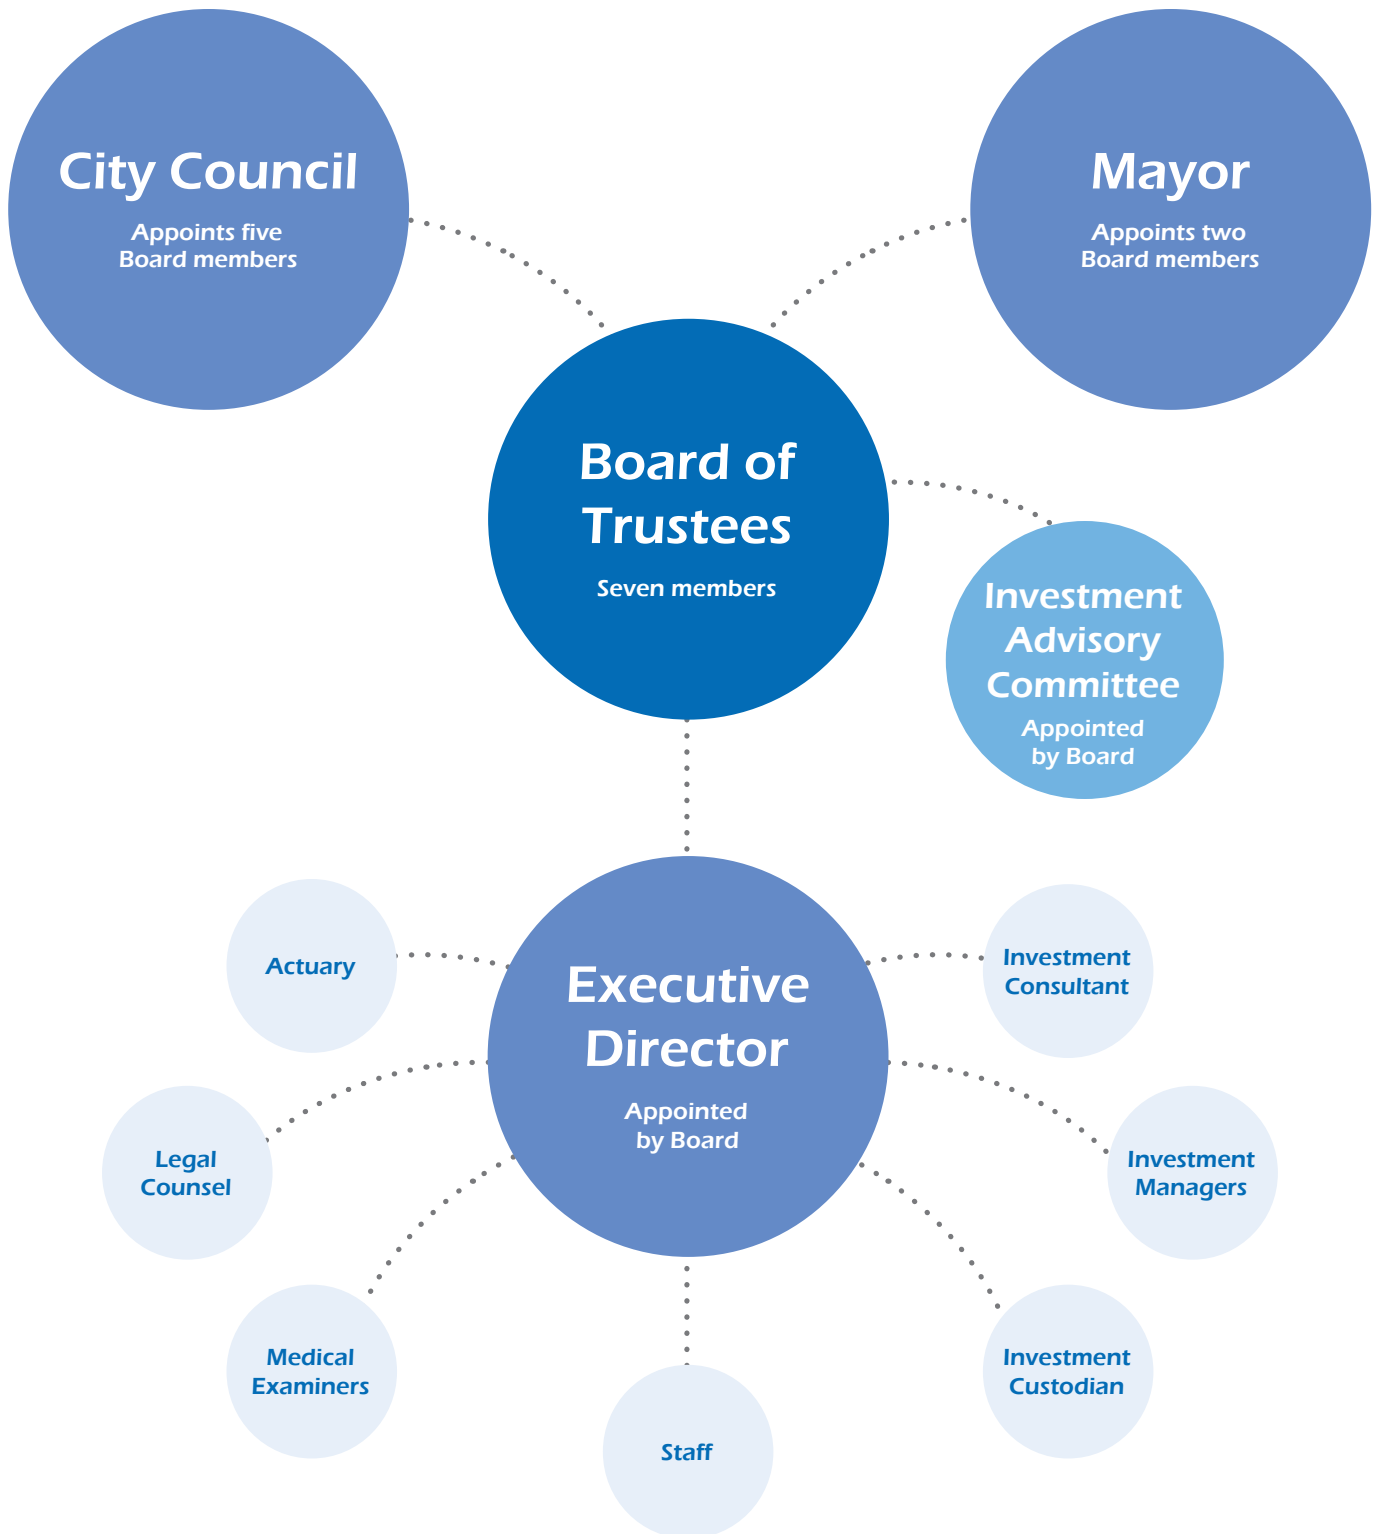 City Council
Appoints five
Board members
Mayor
Appoints two
Board members
Board of
Trustees
Seven members
Investment
Advisory
Committee
Appointed
by Board
Executive
Director
Appointed
by Board
Actuary
Investment
Consultant
Legal
Counsel
Investment
Managers
Medical
Examiners
Investment
Custodian
Staff